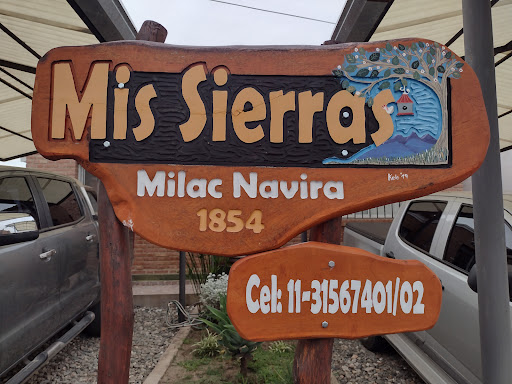 Mis Sierras
Milac Navira
1854
Cel: 11-31567401/02